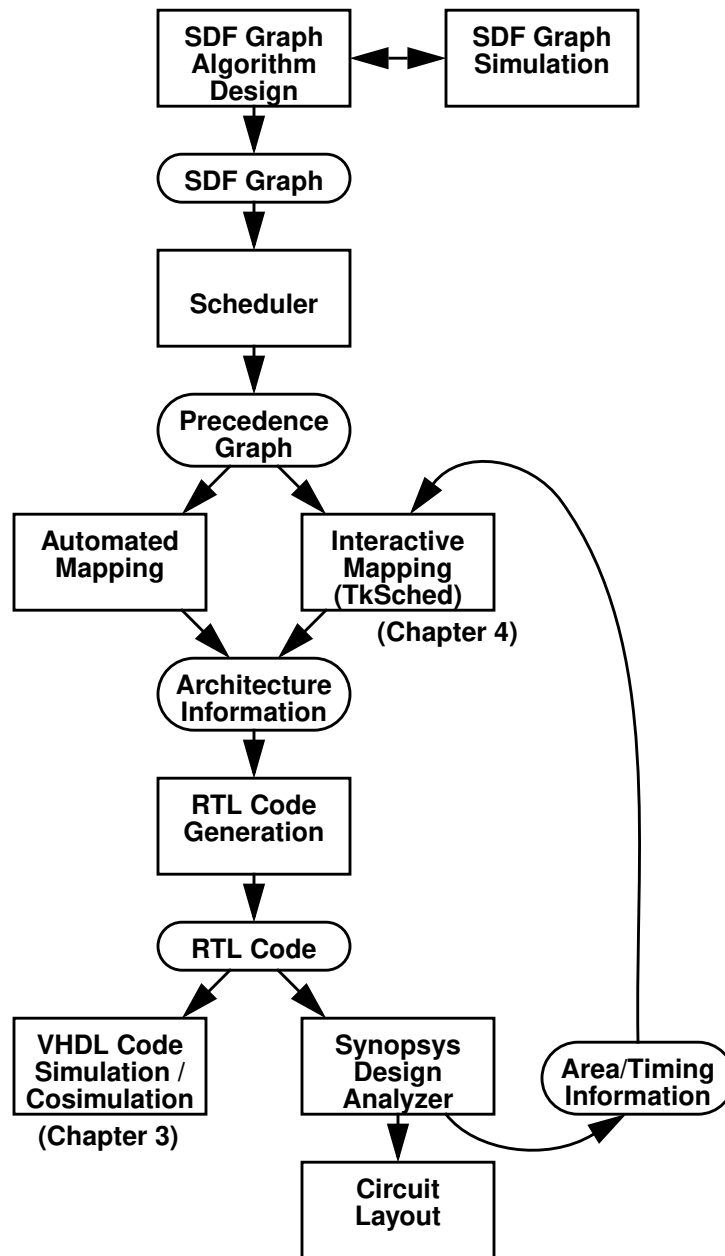 SDF Graph
Algorithm
Design
SDF Graph
Simulation
SDF Graph
Scheduler
Precedence
Graph
Automated
Mapping
Interactive
Mapping
(TkSched)
(Chapter 4)
Architecture
Information
RTL Code
Generation
RTL Code
VHDL Code
Simulation /
Cosimulation
(Chapter 3)
Synopsys
Design
Analyzer
Area/Timing
Information
Circuit
Layout